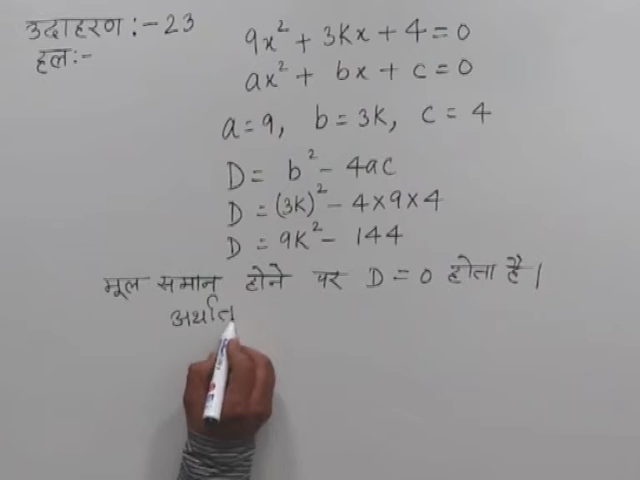 उदाहरण :- 23
9x² + 3Kx + 4 = 0
हल:-
ax² + bx + c = 0
a = 9, b = 3K, c = 4
D = b² - 4ac
D = (3K)² - 4×9×4
D = 9K² - 144
मूल समान होने पर D = 0 होता है।
अर्थात